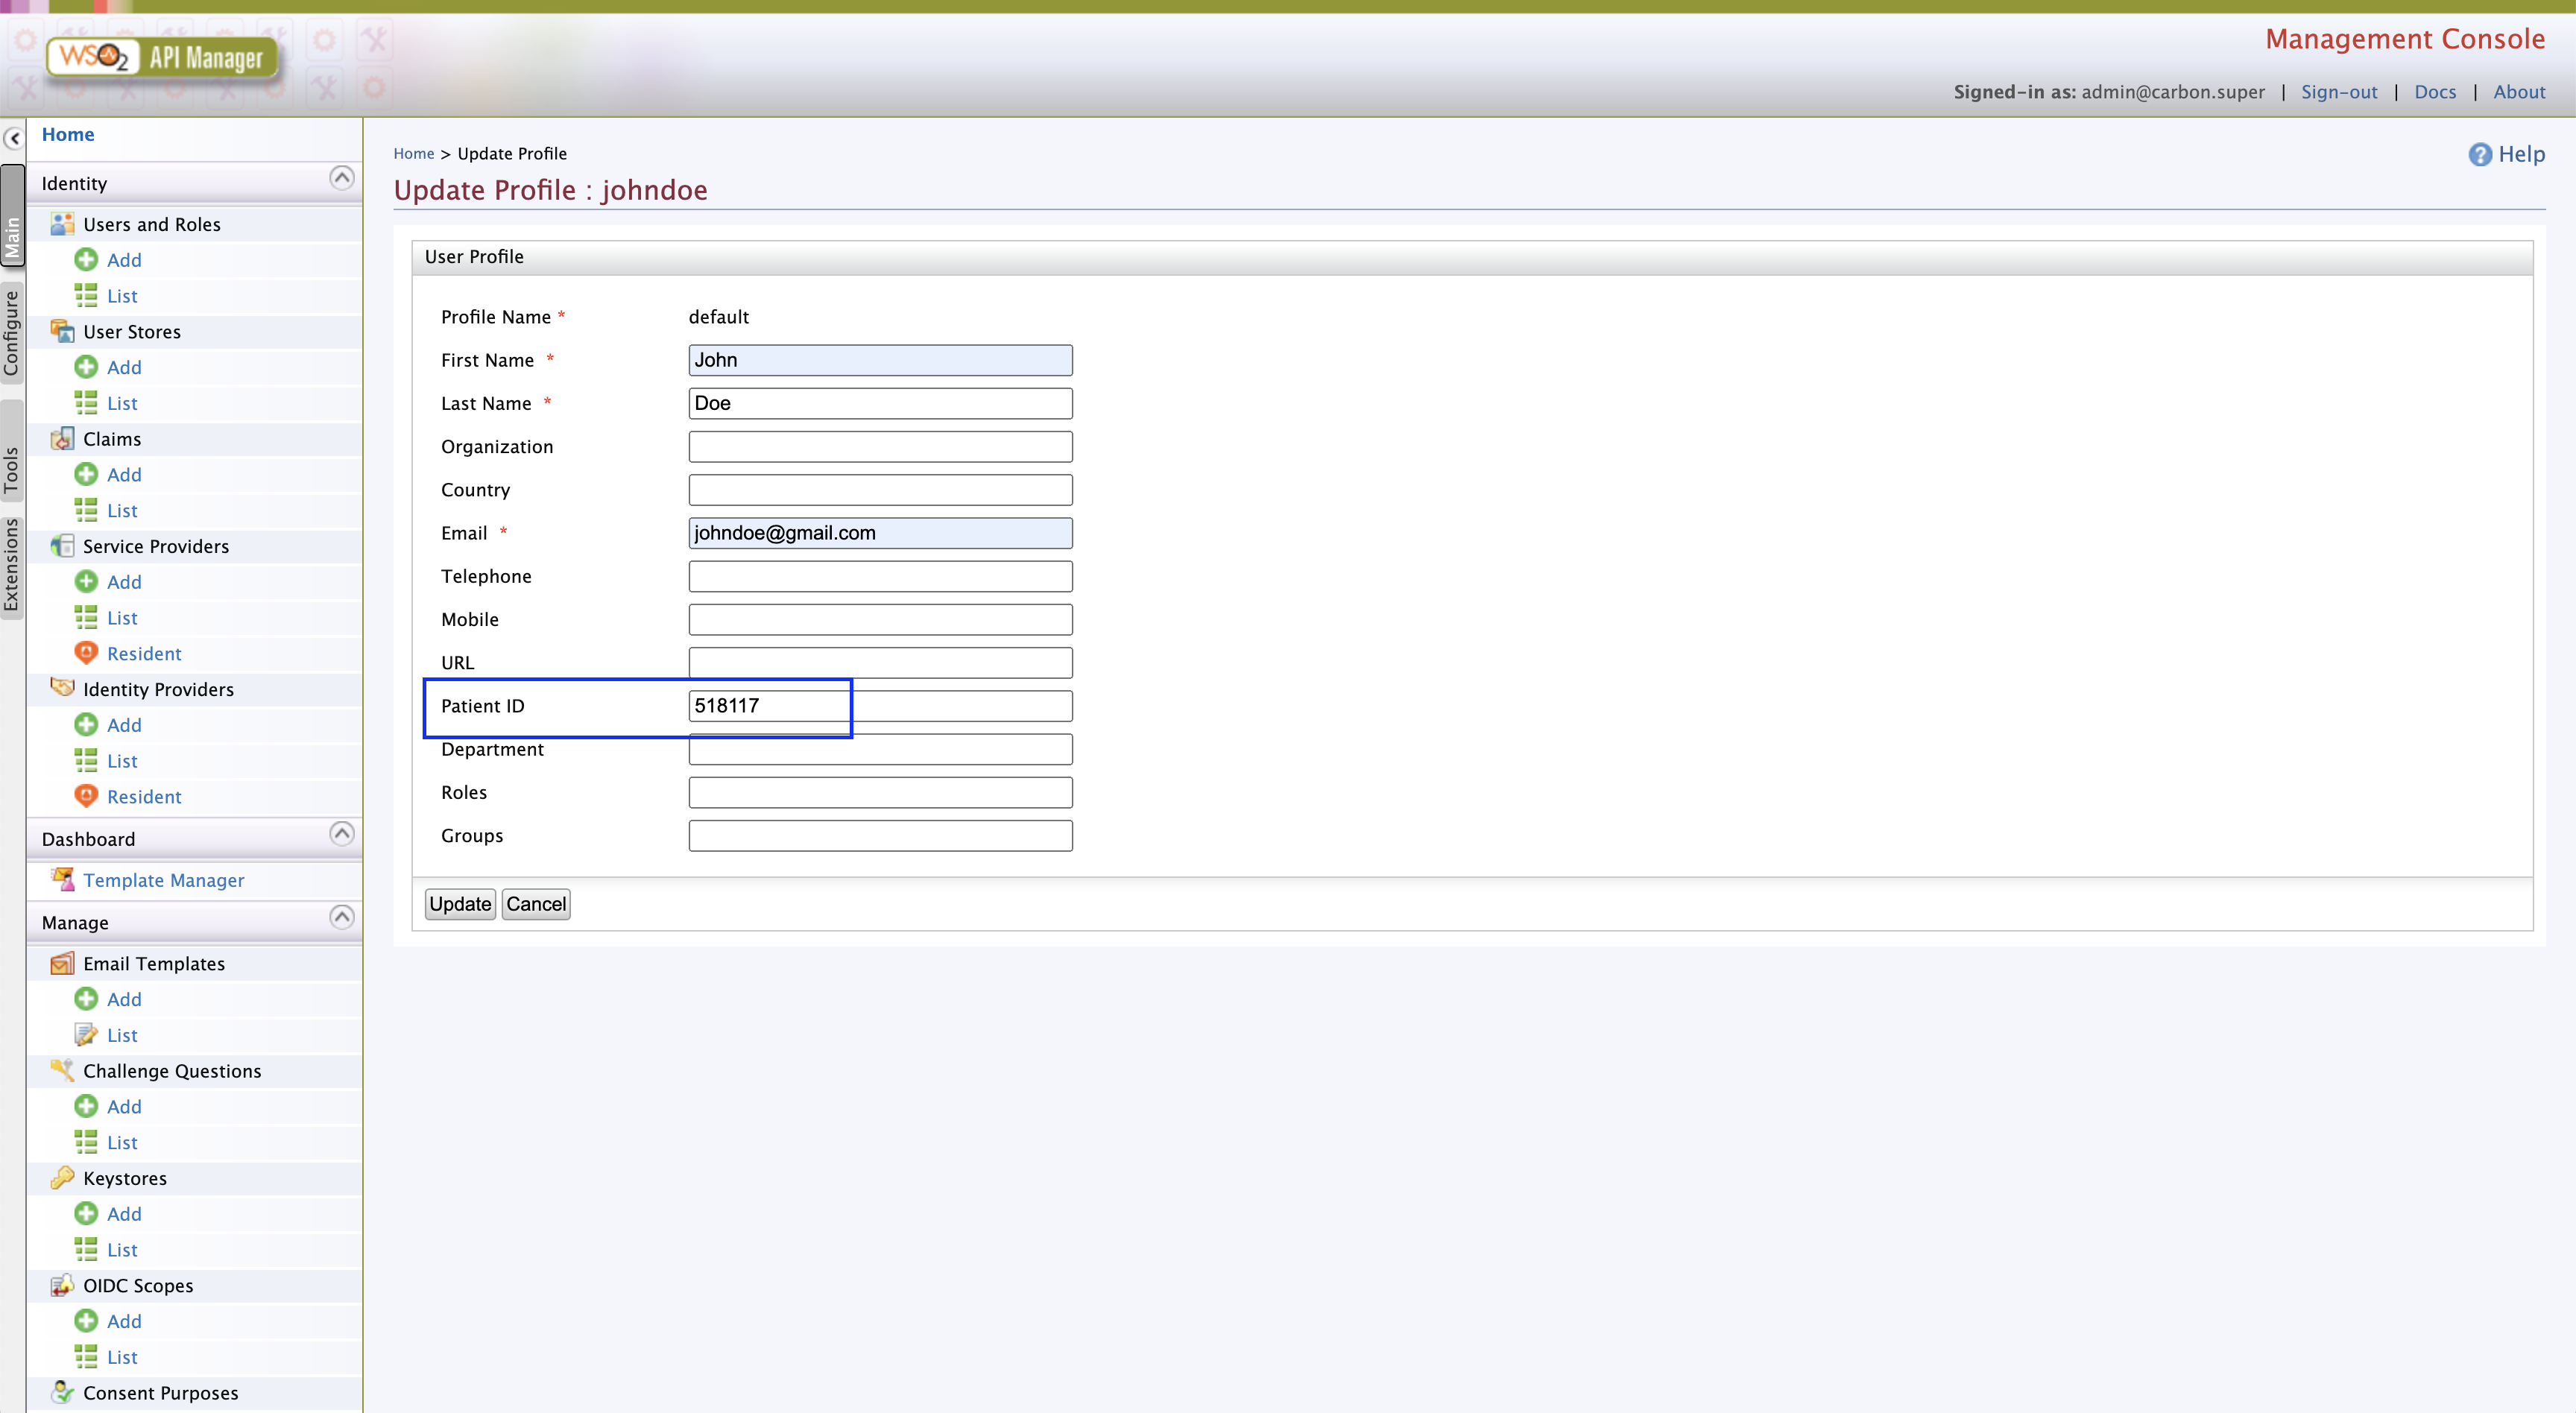 WSO2 API Manager
Management Console
Signed-in as: admin@carbon.super | Sign-out | Docs | About
Main
Configure
Tools
Extensions
Home
Identity
Users and Roles
Add
List
User Stores
Add
List
Claims
Add
List
Service Providers
Add
List
Resident
Identity Providers
Add
List
Resident
Dashboard
Template Manager
Manage
Email Templates
Add
List
Challenge Questions
Add
List
Keystores
Add
List
OIDC Scopes
Add
List
Consent Purposes
Home > Update Profile
Help
Update Profile : johndoe
User Profile
Profile Name * default
First Name * John
Last Name * Doe
Organization
Country
Email * johndoe@gmail.com
Telephone
Mobile
URL
Patient ID 518117
Department
Roles
Groups
Update Cancel